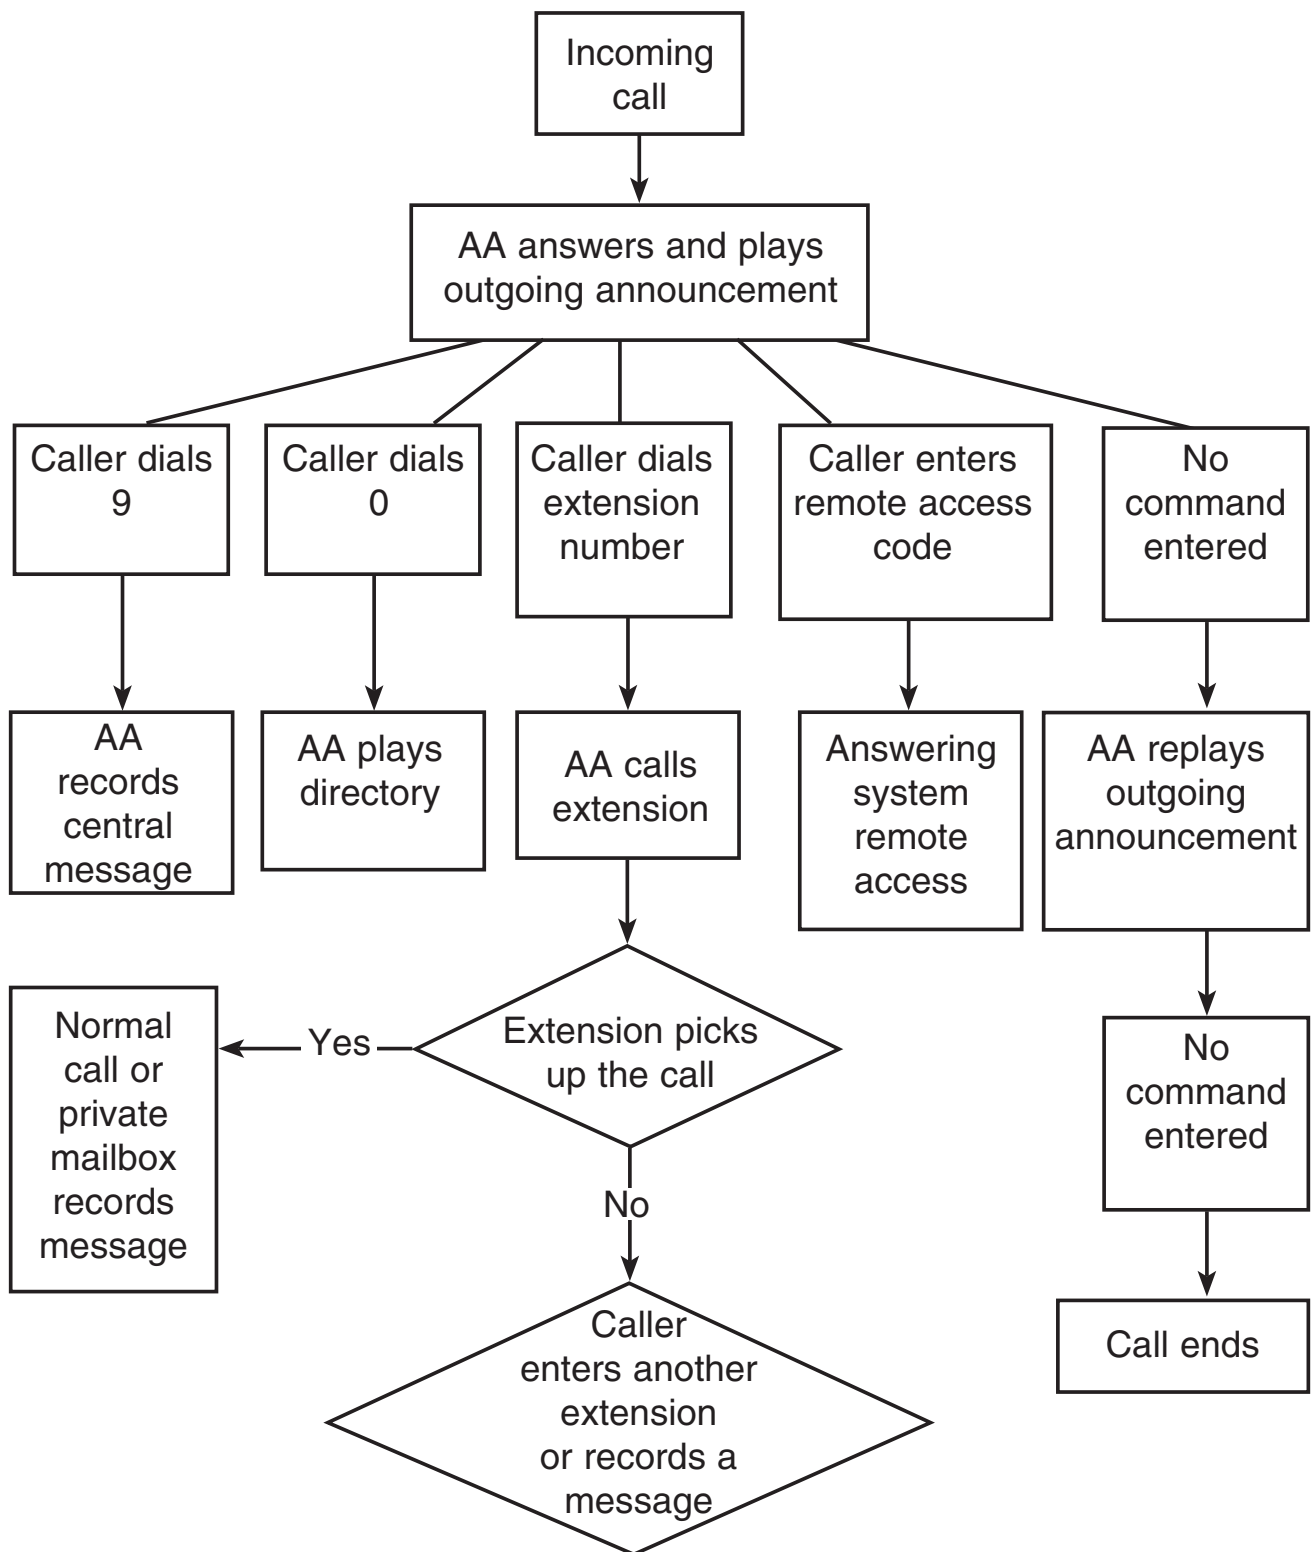 Incoming
call
AA answers and plays
outgoing announcement
Caller dials
9
Caller dials
0
Caller dials
extension
number
Caller enters
remote access
code
No
command
entered
AA
records
central
message
AA plays
directory
AA calls
extension
Answering
system
remote
access
AA replays
outgoing
announcement
Normal
call or
private
mailbox
records
message
Yes
Extension picks
up the call
No
command
entered
No
Caller
enters another
extension
or records a
message
Call ends